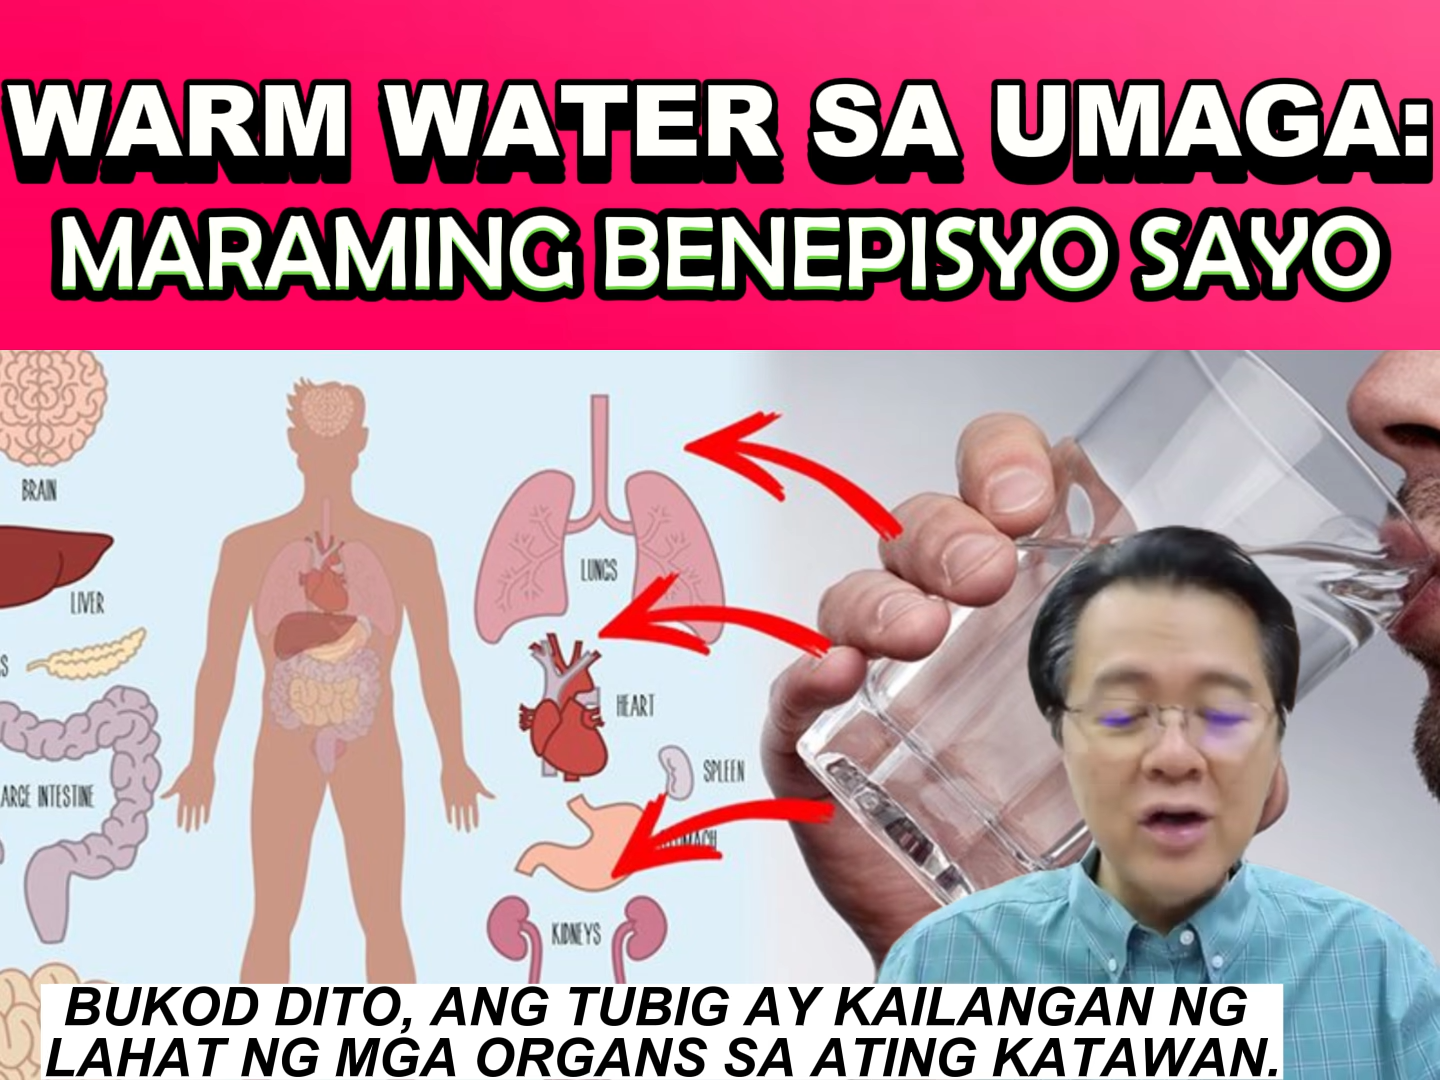 WARM WATER SA UMAGA:
MARAMING BENEPISYO SAYO
BRAIN
LUNGS
LIVER
HEART
SPLEEN
ARGE INTESTINE
KIDNEYS
BUKOD DITO, ANG TUBIG AY KAILANGAN NG
LAHAT NG MGA ORGANS SA ATING KATAWAN.